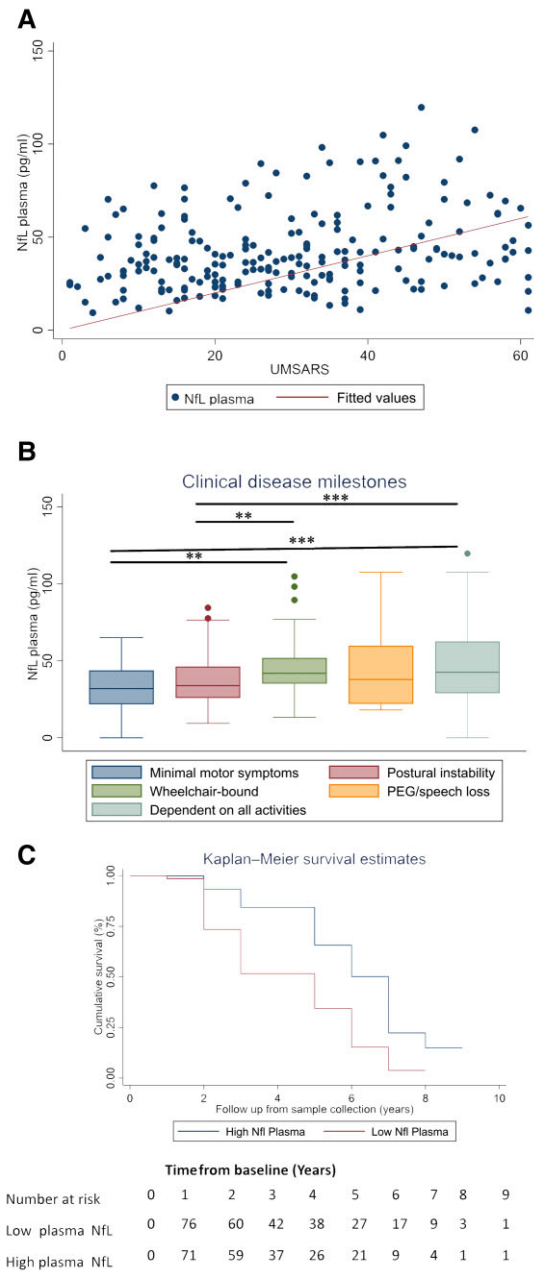 A
150
100
50
0
NfL plasma (pg/ml)
0 20 40 60
UMSARS
NfL plasma Fitted values
B
Clinical disease milestones
150
100
50
0
NfL plasma (pg/ml)
***
**
***
**
Minimal motor symptoms Postural instability
Wheelchair-bound PEG/speech loss
Dependent on all activities
C
Kaplan–Meier survival estimates
1.00
0.75
0.50
0.25
0.00
Cumulative survival (%)
0 2 4 6 8 10
Follow up from sample collection (years)
High Nfl Plasma Low Nfl Plasma
Time from baseline (Years)
Number at risk 0 1 2 3 4 5 6 7 8 9
Low plasma NfL 0 76 60 42 38 27 17 9 3 1
High plasma NfL 0 71 59 37 26 21 9 4 1 1